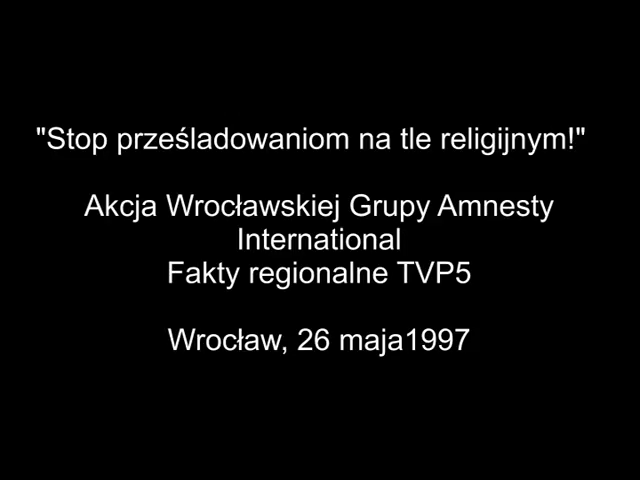 "Stop prześladowaniom na tle religijnym!"
Akcja Wrocławskiej Grupy Amnesty
International
Fakty regionalne TVP5
Wrocław, 26 maja1997